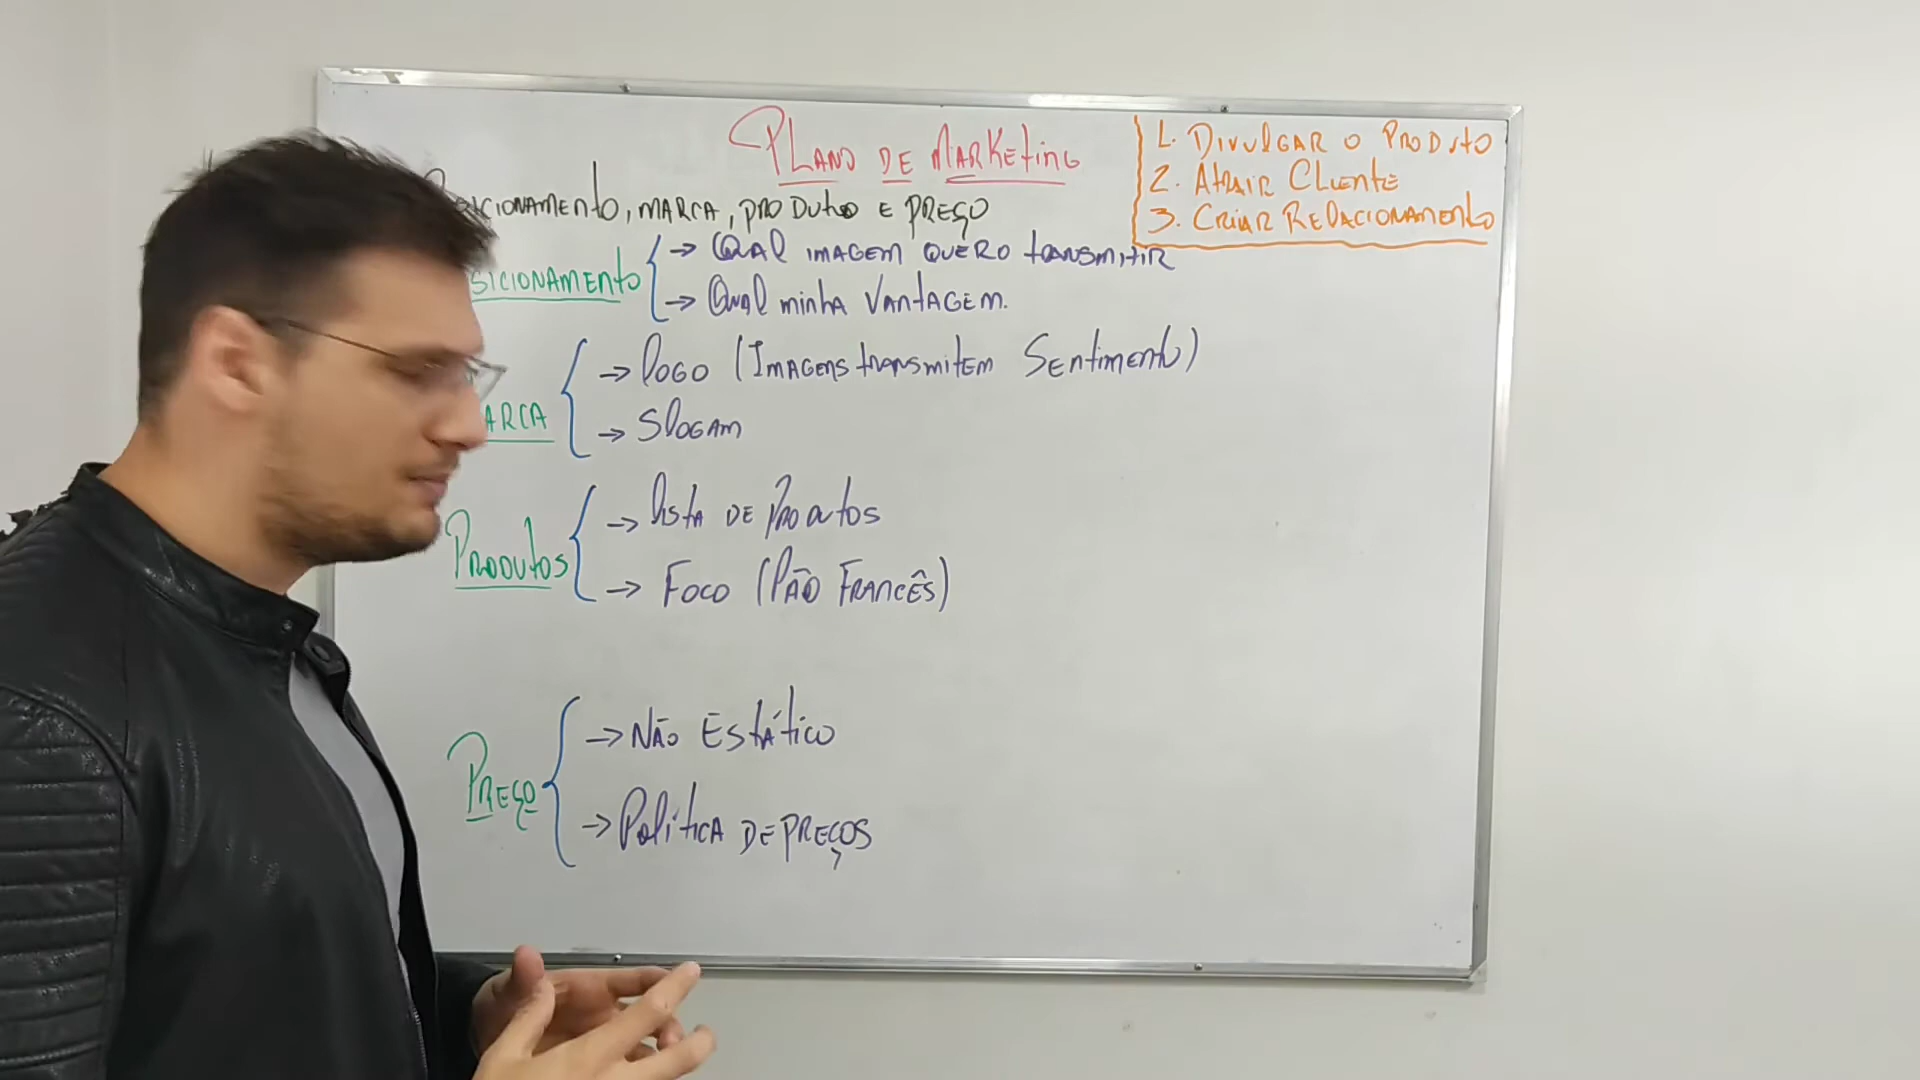 Plano de Marketing
1. Divulgar o Produto
2. Atrair Cliente
3. Criar Relacionamento
sicionamento, marca, produto e preço
sicionamento
→ Qual imagem quero transmitir
→ Qual minha vantagem.
arca
→ Logo (Imagens transmitem Sentimento)
→ Slogam
Produtos
→ Lista de Produtos
→ Foco (Pão Francês)
Preço
→ Não Estático
→ Política de preços